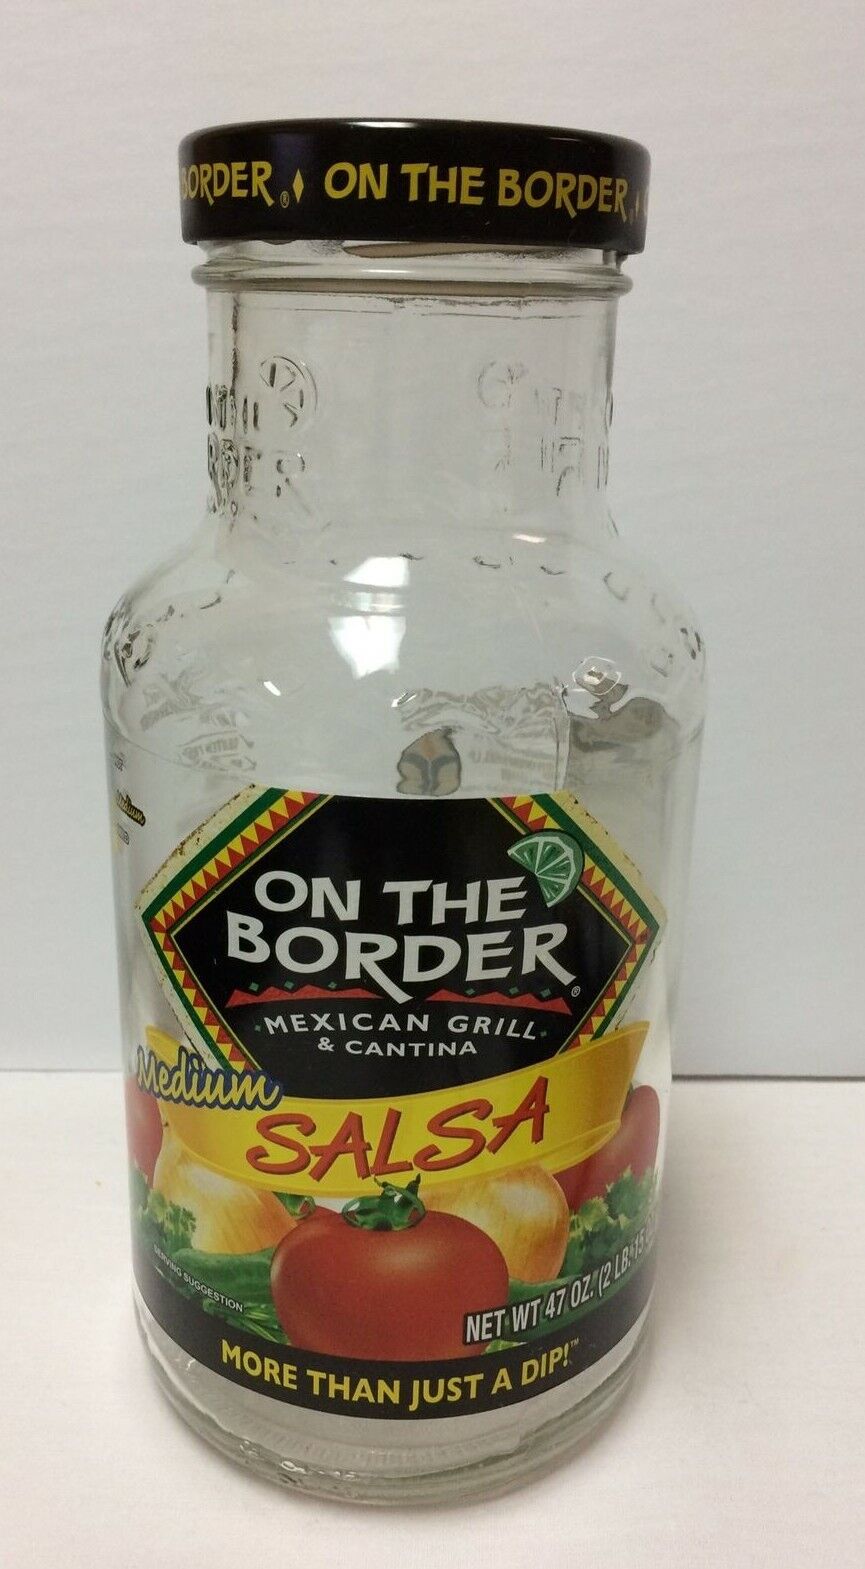 BORDER® ON THE BORDER
ON THE
BORDER®
MEXICAN GRILL
& CANTINA
Medium
SALSA
SERVING SUGGESTION
NET WT 47 OZ. (2 LB. 15
MORE THAN JUST A DIP!™